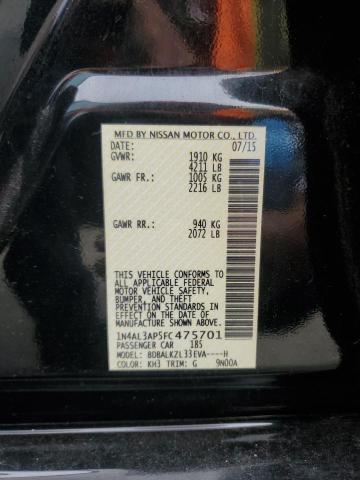 MFD BY NISSAN MOTOR CO., LTD.
DATE: 07/15
GVWR: 1910 KG
4211 LB
GAWR FR.: 1005 KG
2216 LB
GAWR RR.: 940 KG
2072 LB
THIS VEHICLE CONFORMS TO
ALL APPLICABLE FEDERAL
MOTOR VEHICLE SAFETY,
BUMPER, AND THEFT
PREVENTION STANDARDS IN
EFFECT ON THE DATE OF
MANUFACTURE SHOWN ABOVE.
1N4AL3AP5FC475701
PASSENGER CAR 185
MODEL: BDBALKZL33EVA----H
COLOR: KH3 TRIM: G 9N00A